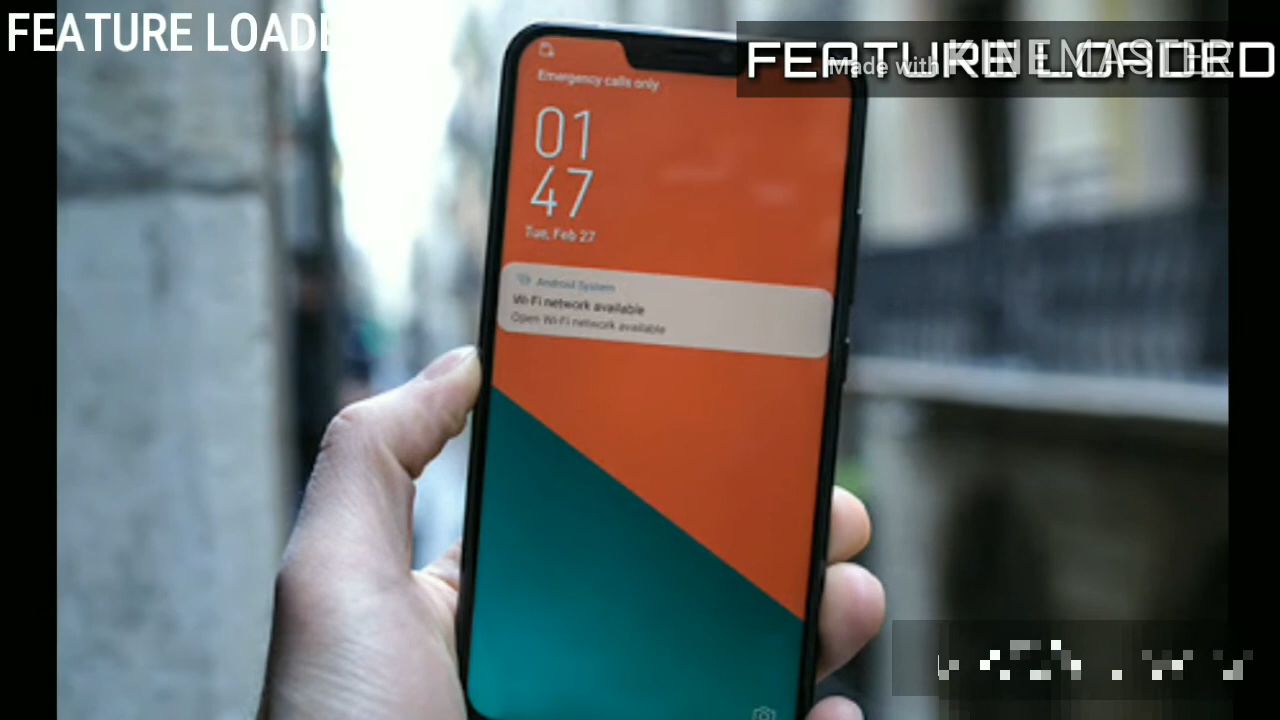 FEATURE LOADE
FEATURE LOADED
Made with KINEMASTER
Emergency calls only
01
47
Tue, Feb 27
Android System
Wi-Fi network available
Open Wi-Fi network available